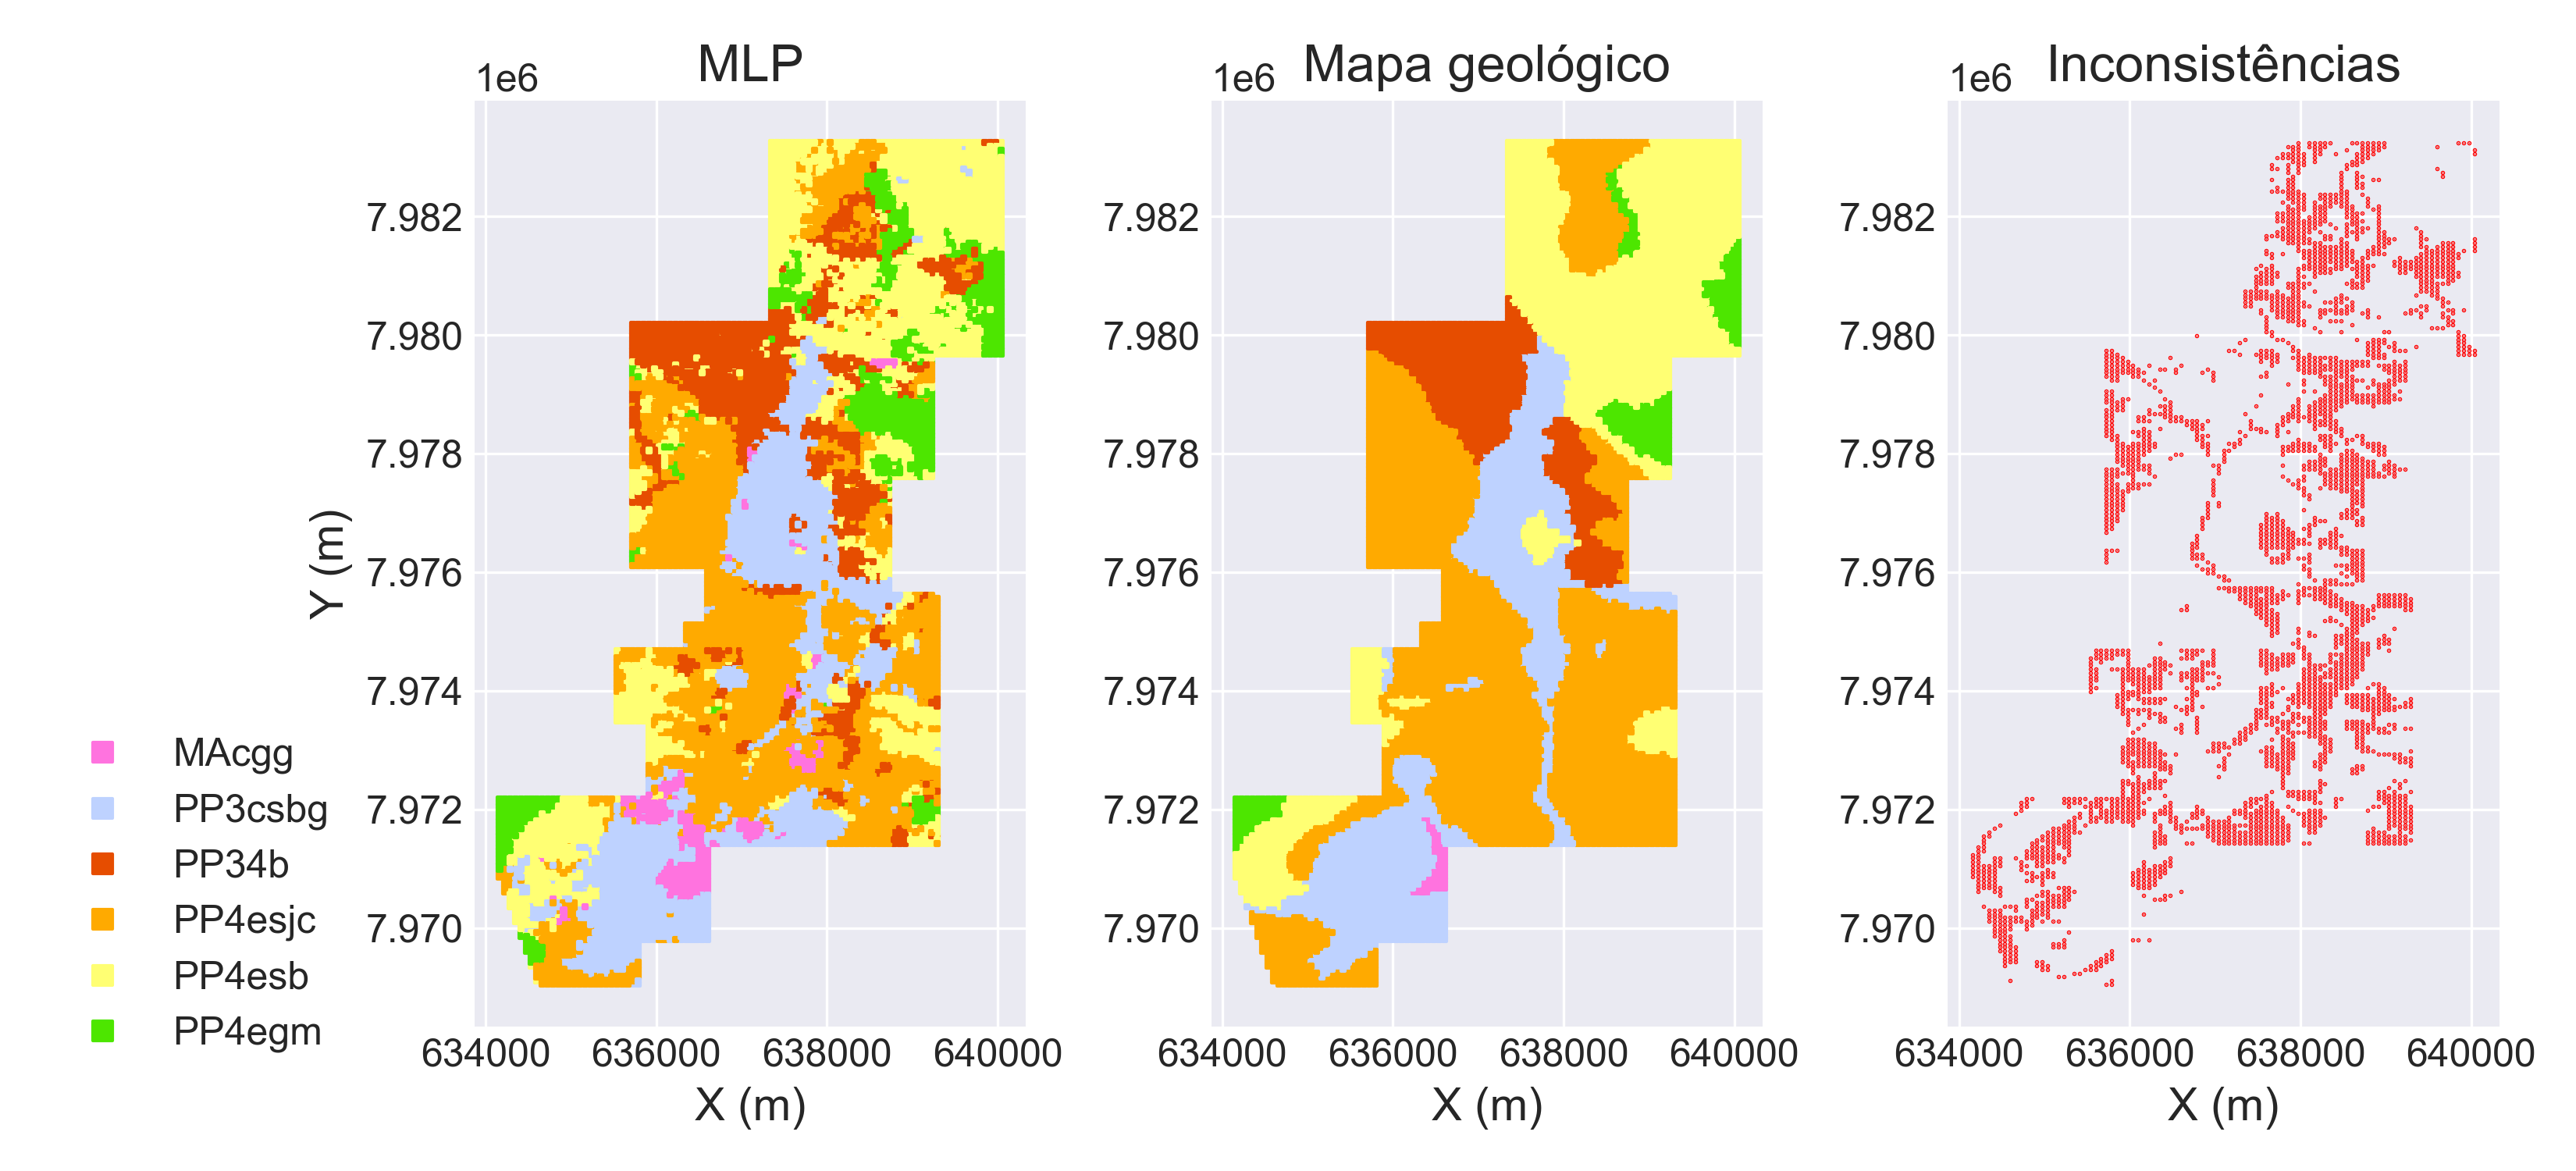 MLP
1e6
7.982
7.980
7.978
7.976
7.974
7.972
7.970
Y (m)
634000 636000 638000 640000
X (m)
MAcgg
PP3csbg
PP34b
PP4esjc
PP4esb
PP4egm
Mapa geológico
1e6
7.982
7.980
7.978
7.976
7.974
7.972
7.970
634000 636000 638000 640000
X (m)
Inconsistências
1e6
7.982
7.980
7.978
7.976
7.974
7.972
7.970
634000 636000 638000 640000
X (m)